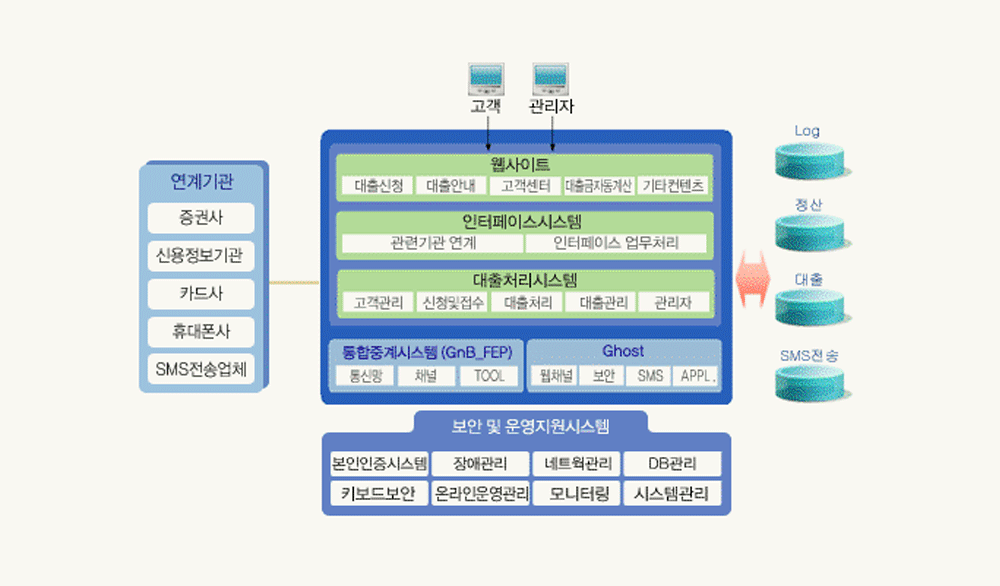 고객 관리자
연계기관
증권사
신용정보기관
카드사
휴대폰사
SMS전송업체
웹사이트
대출신청 대출안내 고객센터 대출금자동계산 기타컨텐츠
인터페이스시스템
관련기관 연계 인터페이스 업무처리
대출처리시스템
고객관리 신청및접수 대출처리 대출관리 관리자
통합중계시스템 (GnB_FEP)
통신망 채널 TOOL
Ghost
웹채널 보안 SMS APPL.
보안 및 운영지원시스템
본인인증시스템 장애관리 네트웍관리 DB관리
키보드보안 온라인운영관리 모니터링 시스템관리
Log
정산
대출
SMS전송